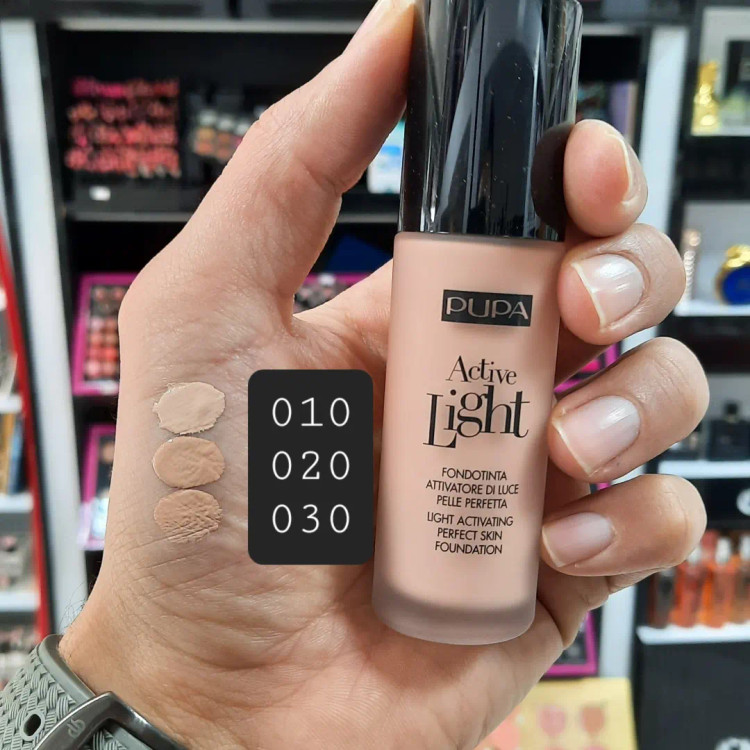 PUPA
Active
Light
FONDOTINTA
ATTIVATORE DI LUCE
PELLE PERFETTA
LIGHT ACTIVATING
PERFECT SKIN
FOUNDATION
010
020
030